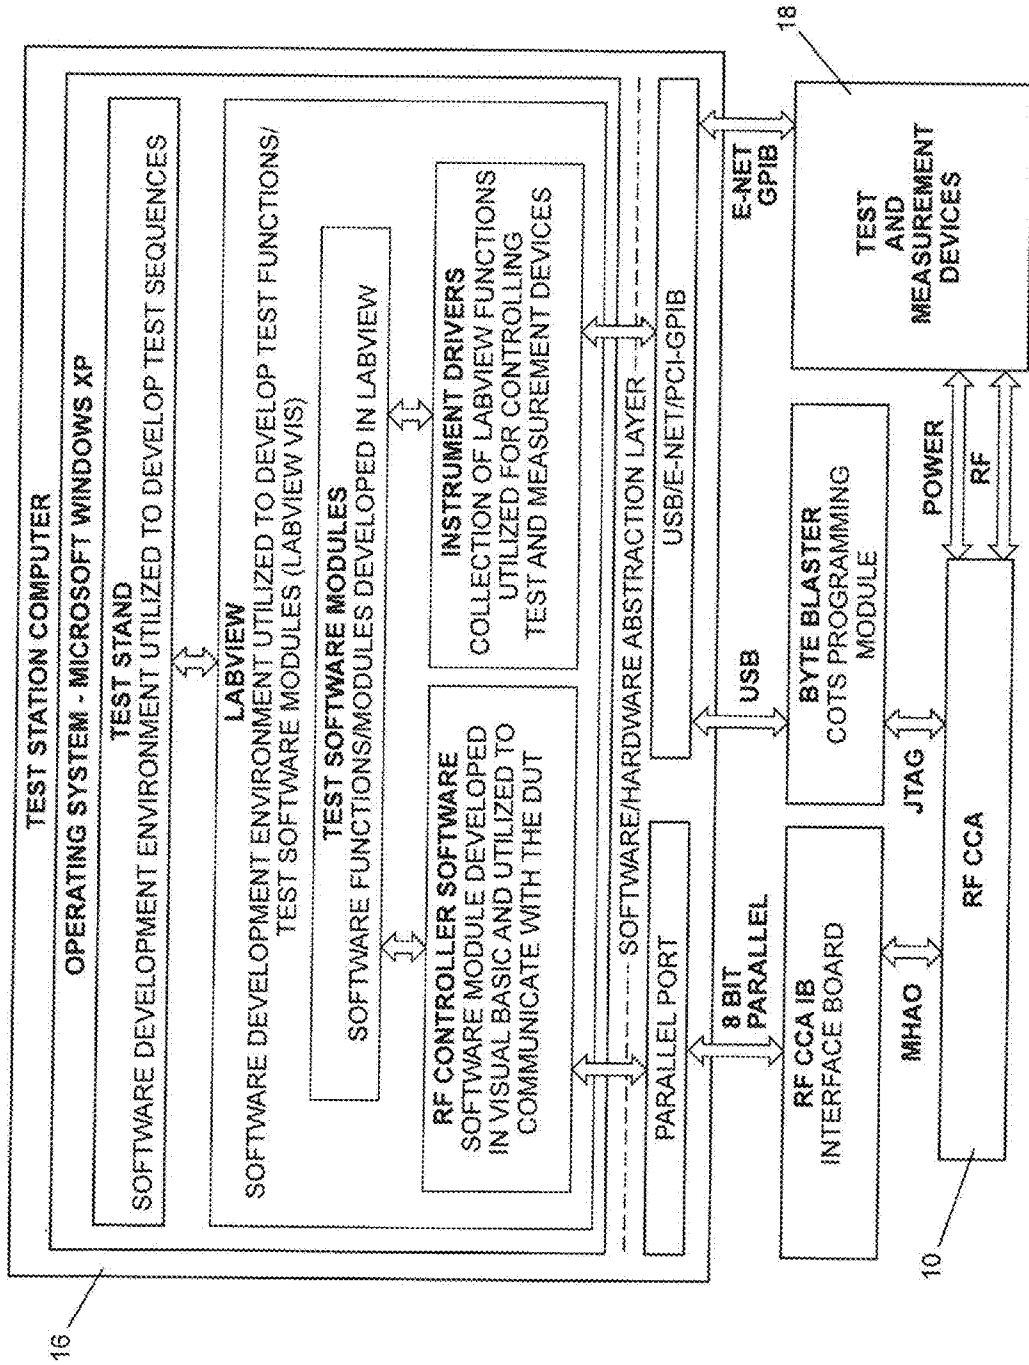 16
TEST STATION COMPUTER
OPERATING SYSTEM - MICROSOFT WINDOWS XP
TEST STAND
SOFTWARE DEVELOPMENT ENVIRONMENT UTILIZED TO DEVELOP TEST SEQUENCES
LABVIEW
SOFTWARE DEVELOPMENT ENVIRONMENT UTILIZED TO DEVELOP TEST FUNCTIONS/
TEST SOFTWARE MODULES (LABVIEW VIS)
TEST SOFTWARE MODULES
SOFTWARE FUNCTIONS/MODULES DEVELOPED IN LABVIEW
RF CONTROLLER SOFTWARE
SOFTWARE MODULE DEVELOPED
IN VISUAL BASIC AND UTILIZED TO
COMMUNICATE WITH THE DUT
INSTRUMENT DRIVERS
COLLECTION OF LABVIEW FUNCTIONS
UTILIZED FOR CONTROLLING
TEST AND MEASUREMENT DEVICES
SOFTWARE/HARDWARE ABSTRACTION LAYER
PARALLEL PORT
USB/E-NET/PCI-GPIB
8 BIT
PARALLEL
USB
E-NET
GPIB
RF CCA IB
INTERFACE BOARD
BYTE BLASTER
COTS PROGRAMMING
MODULE
18
TEST
AND
MEASUREMENT
DEVICES
MHAO
JTAG
POWER
RF
RF CCA
10